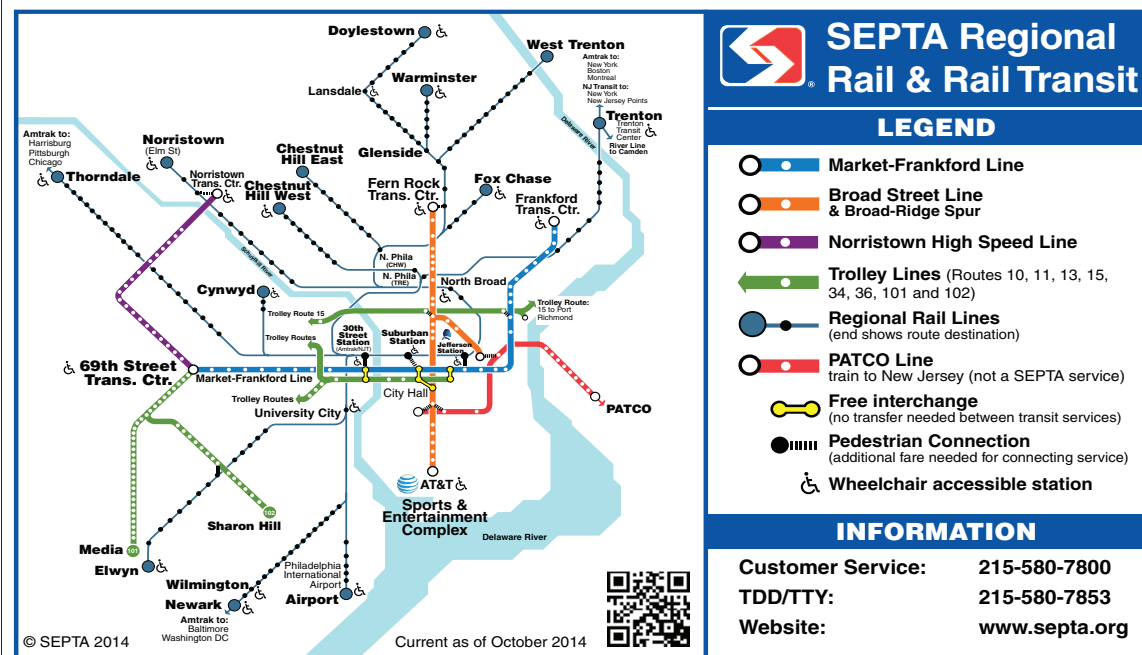 Doylestown
West Trenton
Amtrak to:
New York
Boston
Montreal
NJ Transit to:
New York
New Jersey Points
Warminster
Lansdale
Trenton
Trenton
Transit
Center
River Line
to Camden
Delaware River
Amtrak to:
Harrisburg
Pittsburgh
Chicago
Thorndale
Norristown
(Elm St)
Norristown
Trans. Ctr.
Chestnut
Hill East
Chestnut
Hill West
Glenside
Fern Rock
Trans. Ctr.
Fox Chase
Frankford
Trans. Ctr.
Schuylkill River
N. Phila
(CHW)
N. Phila
(TRE)
North Broad
Cynwyd
Trolley Route 15
Trolley Route:
15 to Port
Richmond
Trolley Routes
30th
Street
Station
(Amtrak/NJT)
Suburban
Station
Jefferson
Station
69th Street
Trans. Ctr.
Market-Frankford Line
Trolley Routes
City Hall
University City
PATCO
AT&T
Sports &
Entertainment
Complex
Delaware River
Sharon Hill
102
Media
101
Elwyn
Wilmington
Newark
Amtrak to:
Baltimore
Washington DC
Philadelphia
International
Airport
Airport
© SEPTA 2014
Current as of October 2014
SEPTA Regional
Rail & Rail Transit
®
LEGEND
Market-Frankford Line
Broad Street Line
& Broad-Ridge Spur
Norristown High Speed Line
Trolley Lines (Routes 10, 11, 13, 15,
34, 36, 101 and 102)
Regional Rail Lines
(end shows route destination)
PATCO Line
train to New Jersey (not a SEPTA service)
Free interchange
(no transfer needed between transit services)
Pedestrian Connection
(additional fare needed for connecting service)
Wheelchair accessible station
INFORMATION
Customer Service: 215-580-7800
TDD/TTY: 215-580-7853
Website: www.septa.org